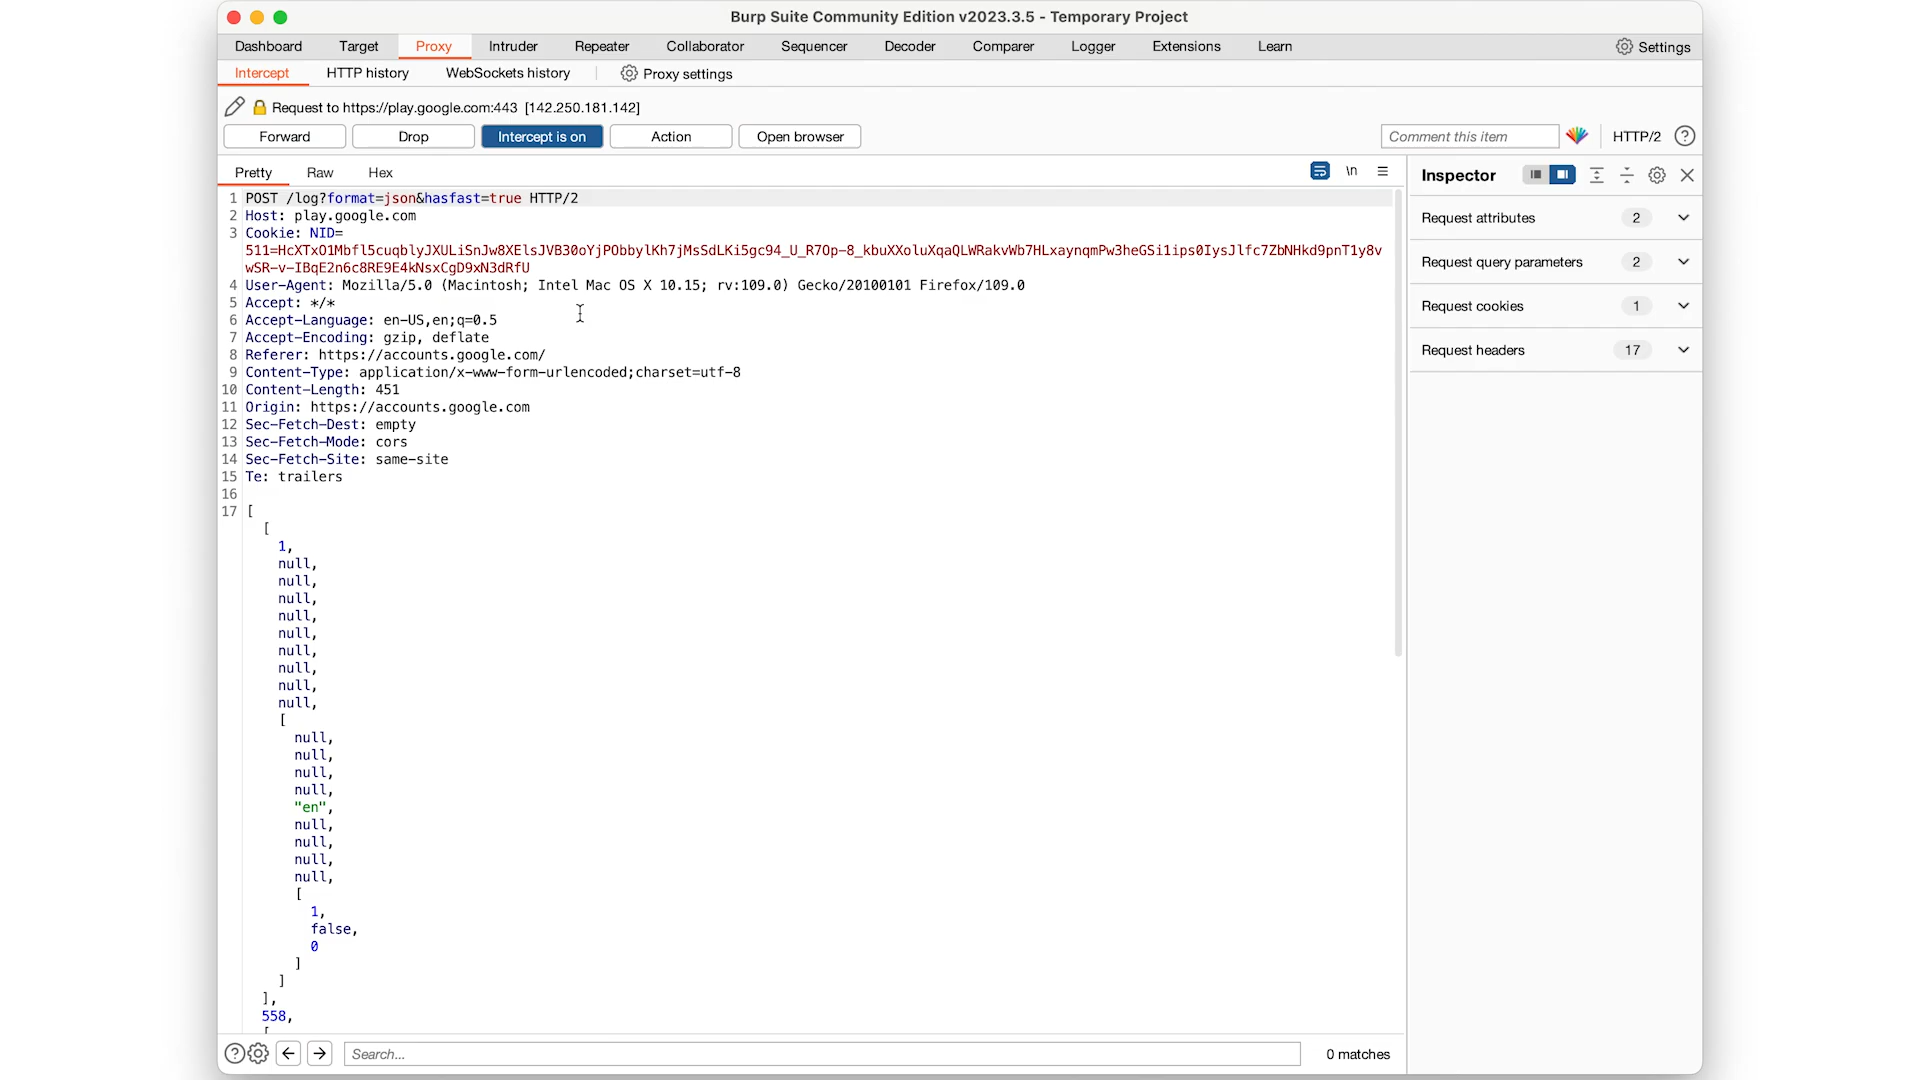 Burp Suite Community Edition v2023.3.5 - Temporary Project
Dashboard Target Proxy Intruder Repeater Collaborator Sequencer Decoder Comparer Logger Extensions Learn Settings
Intercept HTTP history WebSockets history Proxy settings
Request to https://play.google.com:443 [142.250.181.142]
Forward Drop Intercept is on Action Open browser Comment this item HTTP/2 ?
Pretty Raw Hex \n
Inspector
Request attributes 2
Request query parameters 2
Request cookies 1
Request headers 17
1 POST /log?format=json&hasfast=true HTTP/2
2 Host: play.google.com
3 Cookie: NID=
511=HcXTxO1Mbfl5cuqblyJXULiSnJw8XElsJVB30oYjPObbylKh7jMsSdLKi5gc94_U_R7Op-8_kbuXXoluXqaQLWRakvWb7HLxaynqmPw3heGSi1ips0IysJlfc7ZbNHkd9pnT1y8v
wSR-v-IBqE2n6c8RE9E4kNsxCgD9xN3dRfU
4 User-Agent: Mozilla/5.0 (Macintosh; Intel Mac OS X 10.15; rv:109.0) Gecko/20100101 Firefox/109.0
5 Accept: */*
6 Accept-Language: en-US,en;q=0.5
7 Accept-Encoding: gzip, deflate
8 Referer: https://accounts.google.com/
9 Content-Type: application/x-www-form-urlencoded;charset=utf-8
10 Content-Length: 451
11 Origin: https://accounts.google.com
12 Sec-Fetch-Dest: empty
13 Sec-Fetch-Mode: cors
14 Sec-Fetch-Site: same-site
15 Te: trailers
16
17 [
[
1,
null,
null,
null,
null,
null,
null,
null,
null,
null,
[
null,
null,
null,
null,
"en",
null,
null,
null,
null,
[
1,
false,
0
]
]
],
558,
[
? Search... 0 matches